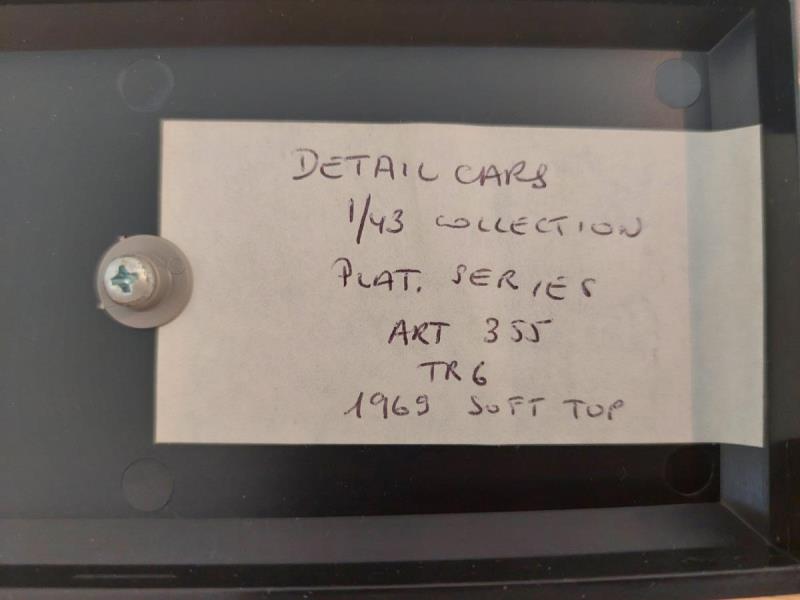 DETAIL CARS
1/43 COLLECTION
PLAT. SERIES
ART 355
TR6
1969 SOFT TOP